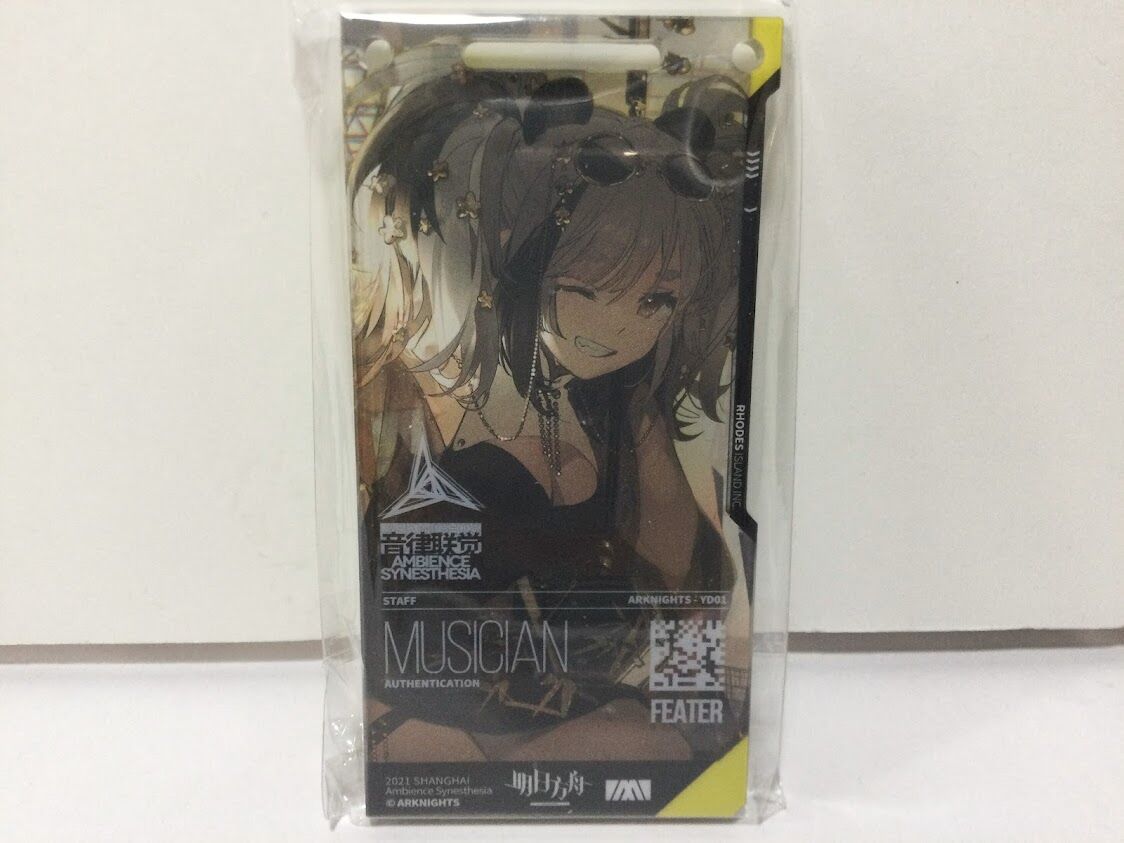 RHODES ISLAND INC.
音律联觉
AMBIENCE
SYNESTHESIA
STAFF
ARKNIGHTS - YD01
MUSICIAN
AUTHENTICATION
FEATER
2021 SHANGHAI
Ambience Synesthesia
© ARKNIGHTS
明日方舟